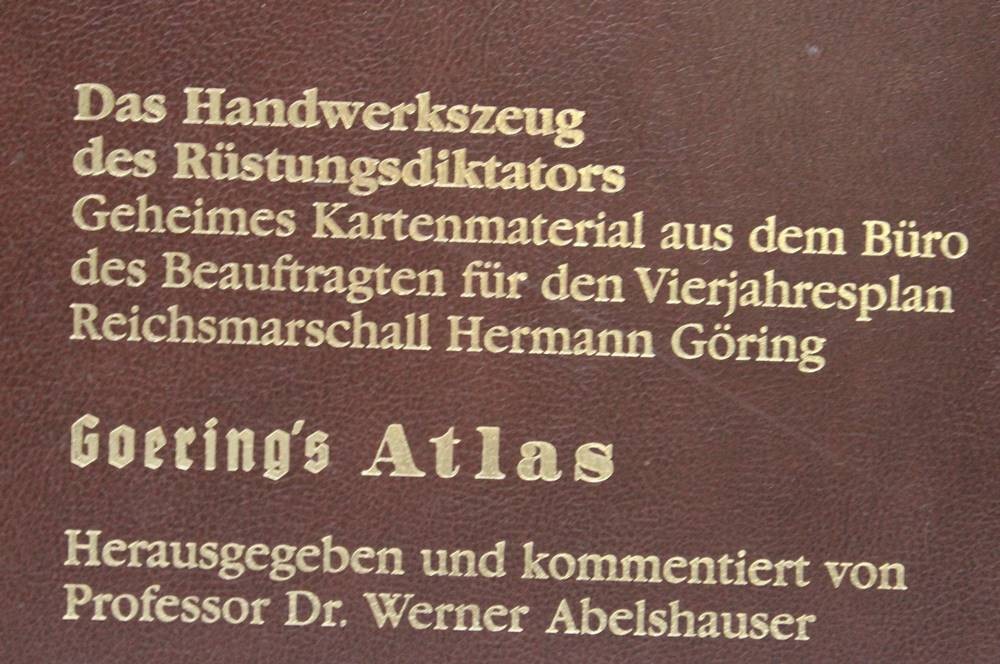 Das Handwerkszeug
des Rüstungsdiktators
Geheimes Kartenmaterial aus dem Büro
des Beauftragten für den Vierjahresplan
Reichsmarschall Hermann Göring
Goering's Atlas
Herausgegeben und kommentiert von
Professor Dr. Werner Abelshauser